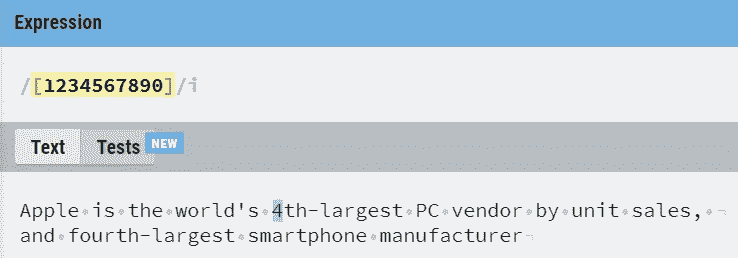 Expression
/[1234567890]/i
Text Tests NEW
Apple is the world's 4th-largest PC vendor by unit sales,
and fourth-largest smartphone manufacturer